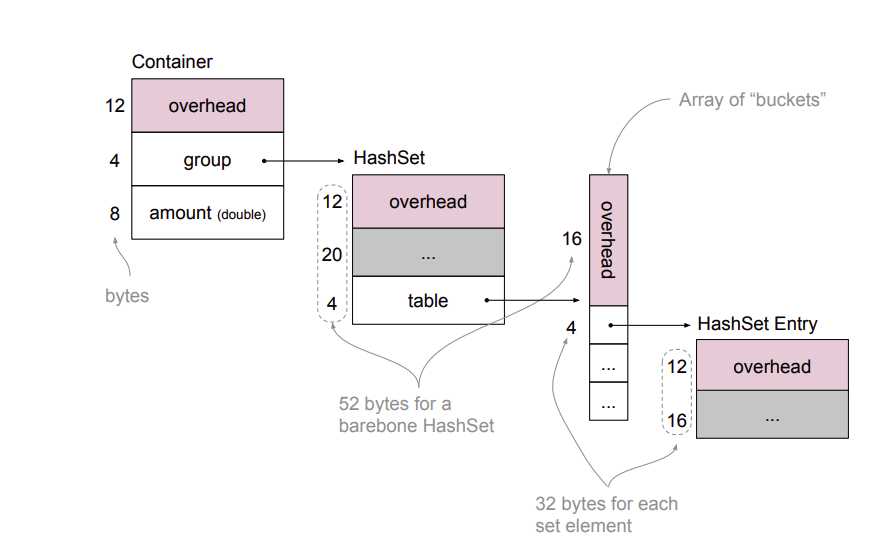 Container
12 overhead
4 group
8 amount (double)
bytes
HashSet
12 overhead
20 ...
4 table
52 bytes for a
barebone HashSet
Array of “buckets”
16 overhead
4
...
...
HashSet Entry
12 overhead
16 ...
32 bytes for each
set element